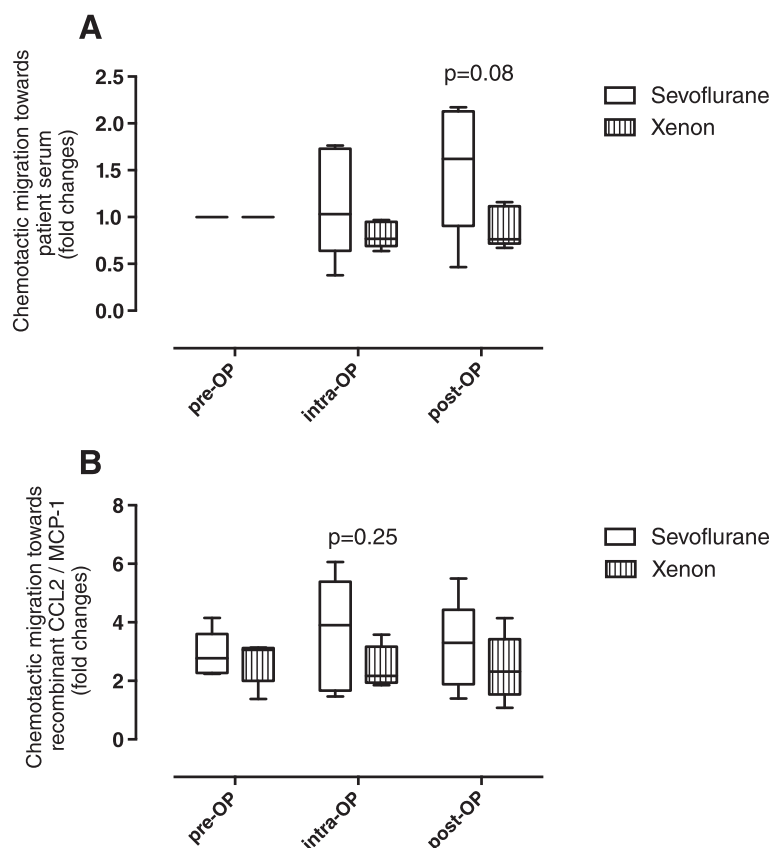 A
Chemotactic migration towards
patient serum
(fold changes)
2.5
2.0
1.5
1.0
0.5
0.0
p=0.08
Sevoflurane
Xenon
pre-OP
intra-OP
post-OP
B
Chemotactic migration towards
recombinant CCL2 / MCP-1
(fold changes)
8
6
4
2
0
p=0.25
Sevoflurane
Xenon
pre-OP
intra-OP
post-OP